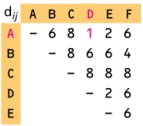 dij A B C D E F
A – 6 8 1 2 6
B – 8 6 6 4
C – 8 8 8
D – 2 6
E – 6